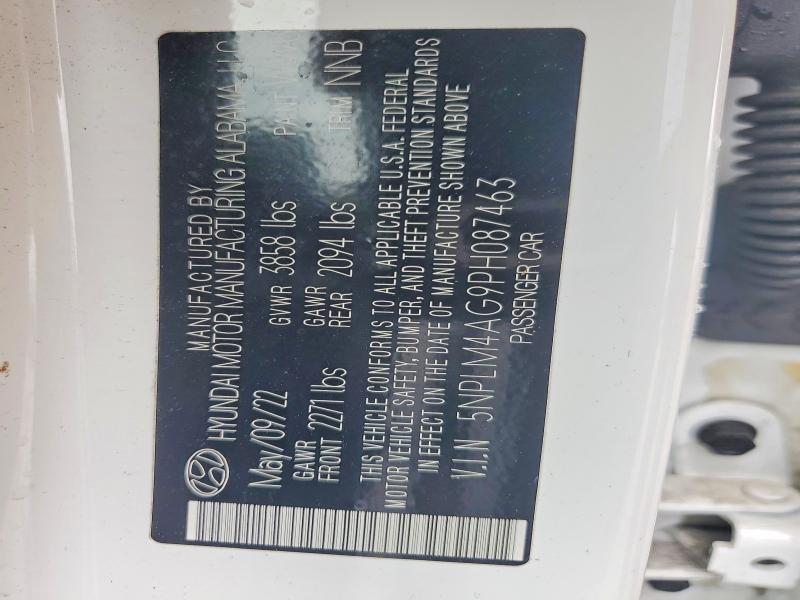 MANUFACTURED BY
HYUNDAI MOTOR MANUFACTURING ALABAMA, LLC
May/09/22 GVWR 3858 lbs PAINT
GAWR FRONT 2271 lbs GAWR REAR 2094 lbs TRIM NNB
THIS VEHICLE CONFORMS TO ALL APPLICABLE U.S.A. FEDERAL
MOTOR VEHICLE SAFETY, BUMPER, AND THEFT PREVENTION STANDARDS
IN EFFECT ON THE DATE OF MANUFACTURE SHOWN ABOVE
V.I.N 5NPLM4AG9PH087463
PASSENGER CAR